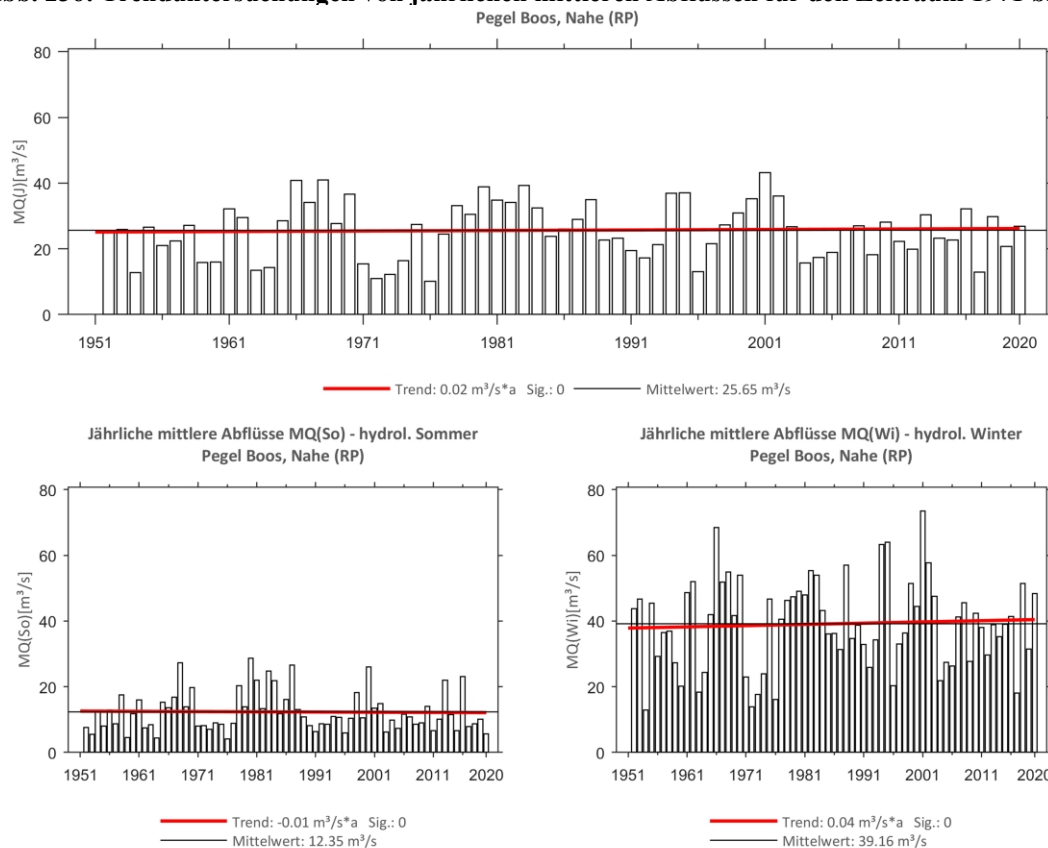 Pegel Boos, Nahe (RP)
80
60
40
20
0
MQ(J)[m³/s]
1951 1961 1971 1981 1991 2001 2011 2020
Trend: 0.02 m³/s*a Sig.: 0 Mittelwert: 25.65 m³/s
Jährliche mittlere Abflüsse MQ(So) - hydrol. Sommer
Pegel Boos, Nahe (RP)
80
60
40
20
0
MQ(So)[m³/s]
1951 1961 1971 1981 1991 2001 2011 2020
Trend: -0.01 m³/s*a Sig.: 0
Mittelwert: 12.35 m³/s
Jährliche mittlere Abflüsse MQ(Wi) - hydrol. Winter
Pegel Boos, Nahe (RP)
80
60
40
20
0
MQ(Wi)[m³/s]
1951 1961 1971 1981 1991 2001 2011 2020
Trend: 0.04 m³/s*a Sig.: 0
Mittelwert: 39.16 m³/s